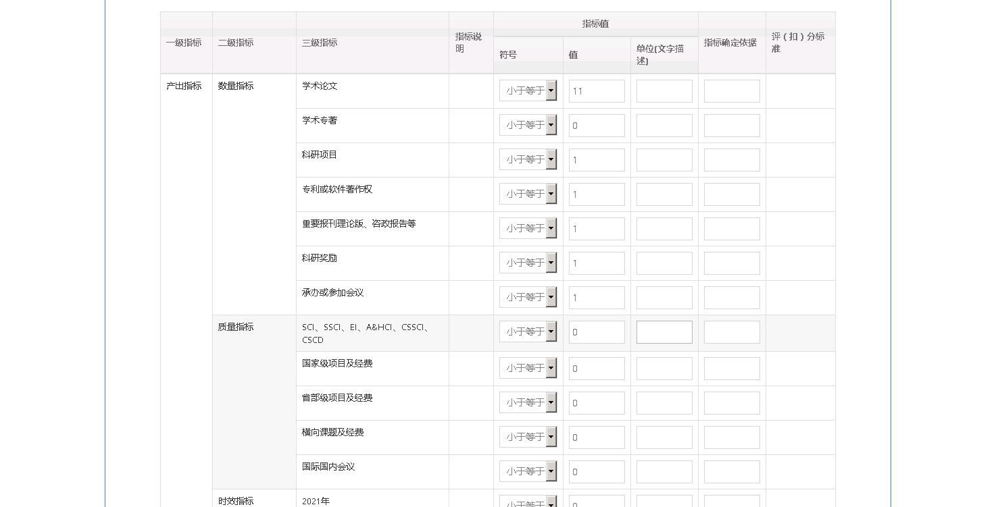 指标值
一级指标 二级指标 三级指标 指标说明 符号 值 单位(文字描述) 指标确定依据 评（扣）分标准
产出指标 数量指标 学术论文 小于等于 11
学术专著 小于等于 0
科研项目 小于等于 1
专利或软件著作权 小于等于 1
重要报刊理论版、咨政报告等 小于等于 1
科研奖励 小于等于 1
承办或参加会议 小于等于 1
质量指标 SCI、SSCI、EI、A&HCI、CSSCI、 小于等于 0
CSCD
国家级项目及经费 小于等于 0
省部级项目及经费 小于等于 0
横向课题及经费 小于等于 0
国际国内会议 小于等于 0
时效指标 2021年 小于等于 0